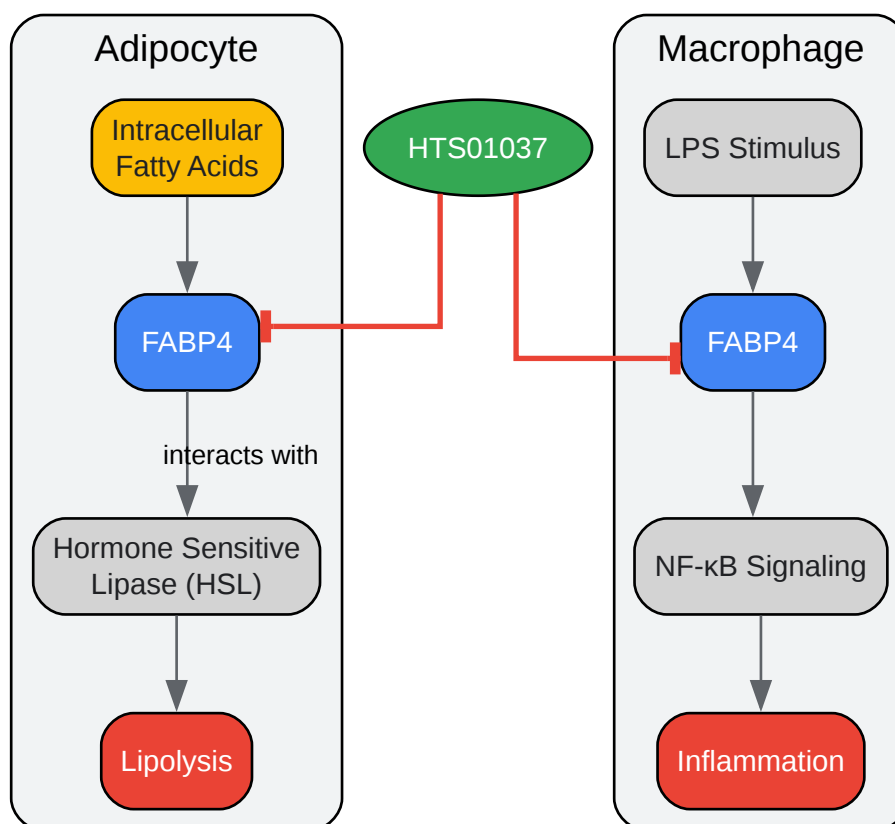 Adipocyte
Intracellular
Fatty Acids
FABP4
interacts with
Hormone Sensitive
Lipase (HSL)
Lipolysis
HTS01037
Macrophage
LPS Stimulus
FABP4
NF-κB Signaling
Inflammation